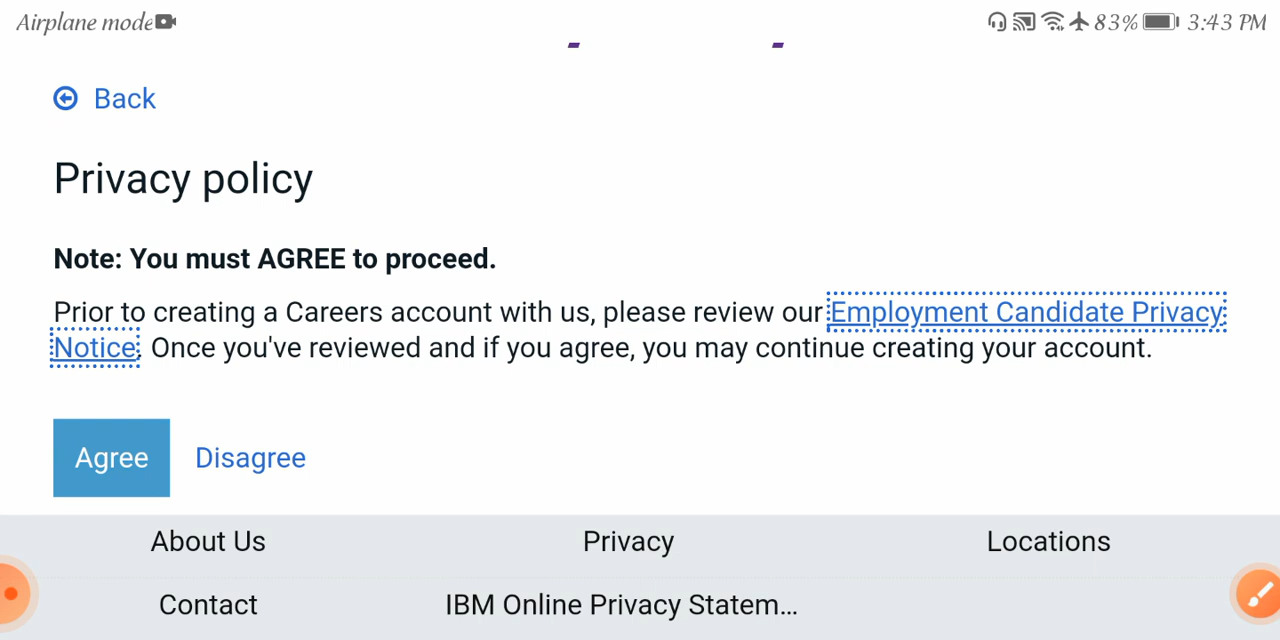 Airplane mode
83% 3:43 PM
Back
Privacy policy
Note: You must AGREE to proceed.
Prior to creating a Careers account with us, please review our Employment Candidate Privacy
Notice. Once you've reviewed and if you agree, you may continue creating your account.
Agree Disagree
About Us Privacy Locations
Contact IBM Online Privacy Statem...